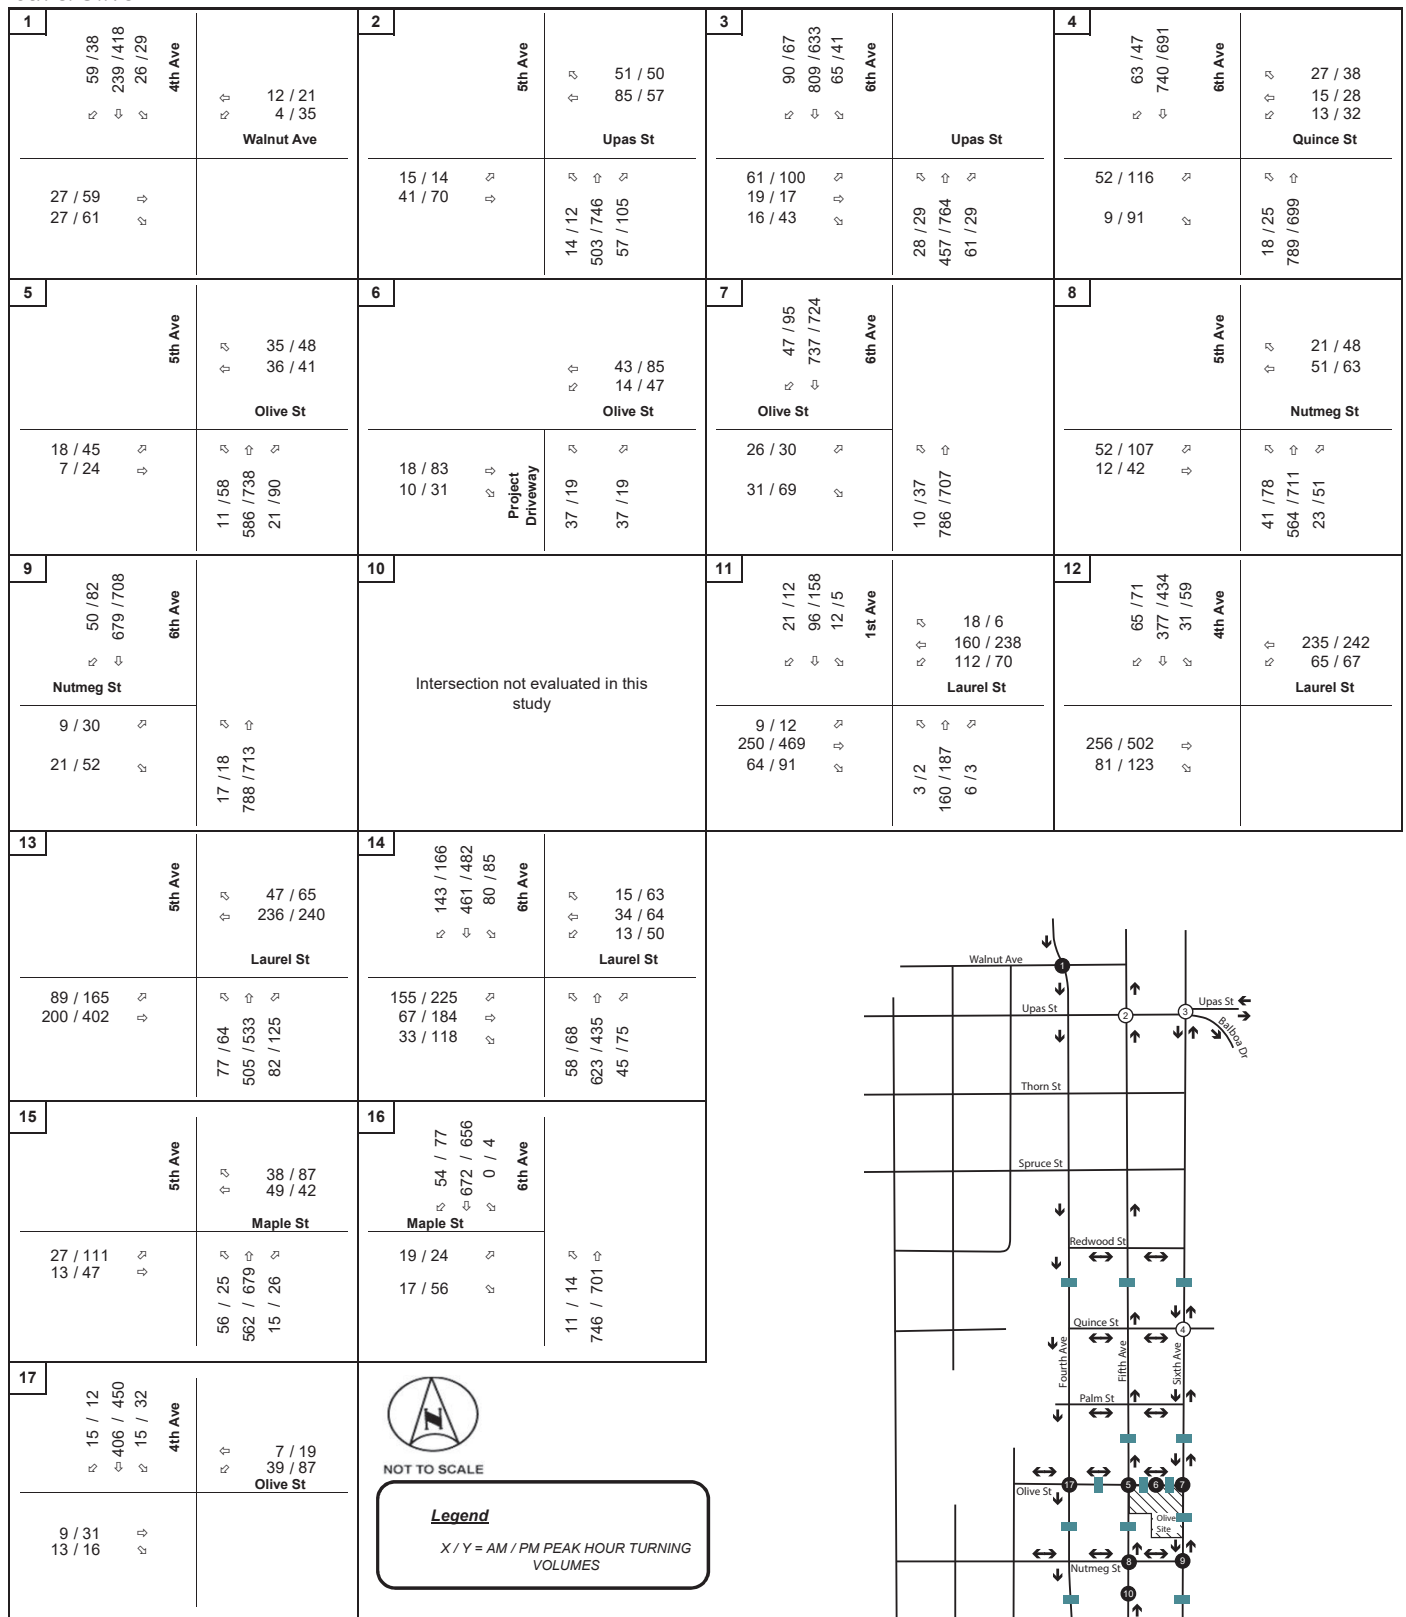 1
59 / 38
239 / 418
26 / 29
4th Ave
12 / 21
4 / 35
Walnut Ave
27 / 59
27 / 61
2
5th Ave
51 / 50
85 / 57
Upas St
15 / 14
41 / 70
14 / 12
503 / 746
57 / 105
3
90 / 67
809 / 633
65 / 41
6th Ave
Upas St
61 / 100
19 / 17
16 / 43
28 / 29
457 / 764
61 / 29
4
63 / 47
740 / 691
6th Ave
27 / 38
15 / 28
13 / 32
Quince St
52 / 116
9 / 91
18 / 25
789 / 699
5
5th Ave
35 / 48
36 / 41
Olive St
18 / 45
7 / 24
11 / 58
586 / 738
21 / 90
6
43 / 85
14 / 47
Olive St
18 / 83
10 / 31
Project
Driveway
37 / 19
37 / 19
7
47 / 95
737 / 724
6th Ave
Olive St
26 / 30
31 / 69
10 / 37
786 / 707
8
5th Ave
21 / 48
51 / 63
Nutmeg St
52 / 107
12 / 42
41 / 78
564 / 711
23 / 51
9
50 / 82
679 / 708
6th Ave
Nutmeg St
9 / 30
21 / 52
17 / 18
788 / 713
10
Intersection not evaluated in this
study
11
21 / 12
96 / 158
12 / 5
1st Ave
18 / 6
160 / 238
112 / 70
Laurel St
9 / 12
250 / 469
64 / 91
3 / 2
160 / 187
6 / 3
12
65 / 71
377 / 434
31 / 59
4th Ave
235 / 242
65 / 67
Laurel St
256 / 502
81 / 123
13
5th Ave
47 / 65
236 / 240
Laurel St
89 / 165
200 / 402
77 / 64
505 / 533
82 / 125
14
143 / 166
461 / 482
80 / 85
6th Ave
15 / 63
34 / 64
13 / 50
Laurel St
155 / 225
67 / 184
33 / 118
58 / 68
623 / 435
45 / 75
15
5th Ave
38 / 87
49 / 42
Maple St
27 / 111
13 / 47
56 / 25
562 / 679
15 / 26
16
54 / 77
672 / 656
0 / 4
6th Ave
Maple St
19 / 24
17 / 56
11 / 14
746 / 701
17
15 / 12
406 / 450
15 / 32
4th Ave
7 / 19
39 / 87
Olive St
9 / 31
13 / 16
N
NOT TO SCALE
Legend
X / Y = AM / PM PEAK HOUR TURNING
VOLUMES
Walnut Ave
1
Upas St
2
3
Upas St
Balboa Dr
Thorn St
Spruce St
Redwood St
Quince St
4
Fourth Ave
Fifth Ave
Sixth Ave
Palm St
Olive St
17
5
6
7
Olive
Site
Nutmeg St
8
9
10